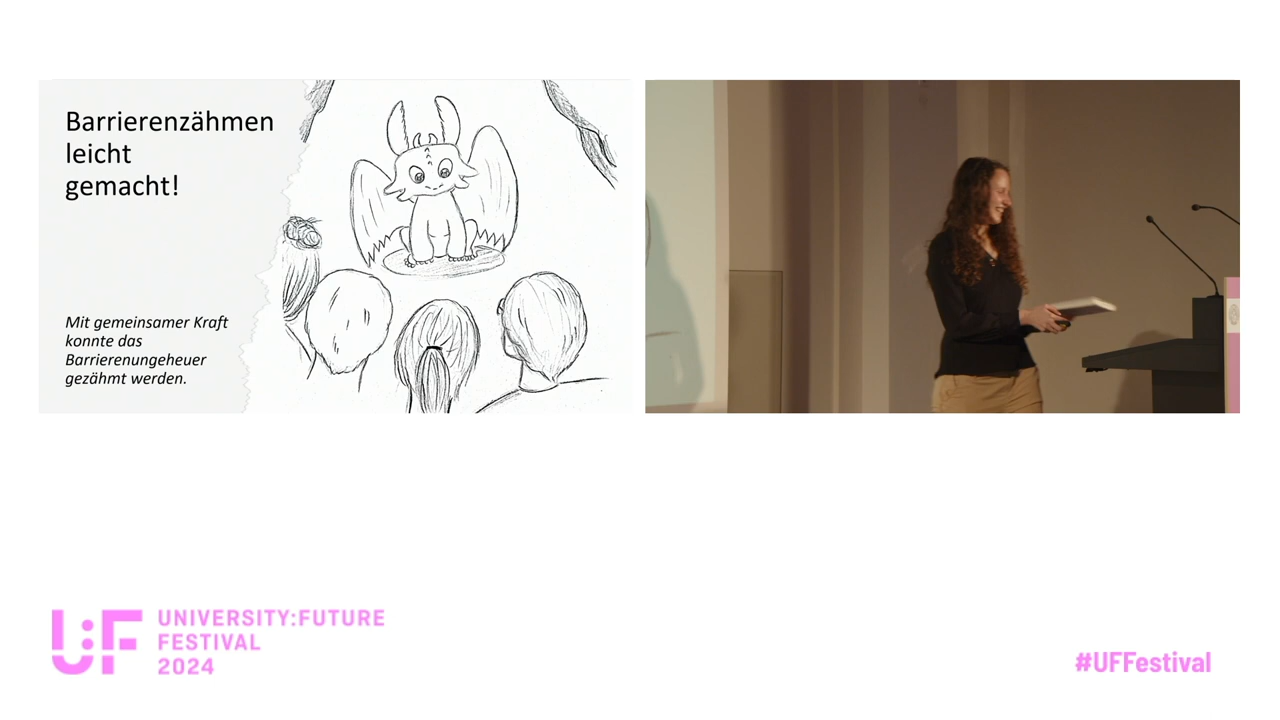 Barrierenzähmen
leicht
gemacht!
Mit gemeinsamer Kraft
konnte das
Barrierenungeheuer
gezähmt werden.
U:F
UNIVERSITY:FUTURE
FESTIVAL
2024
#UFFestival